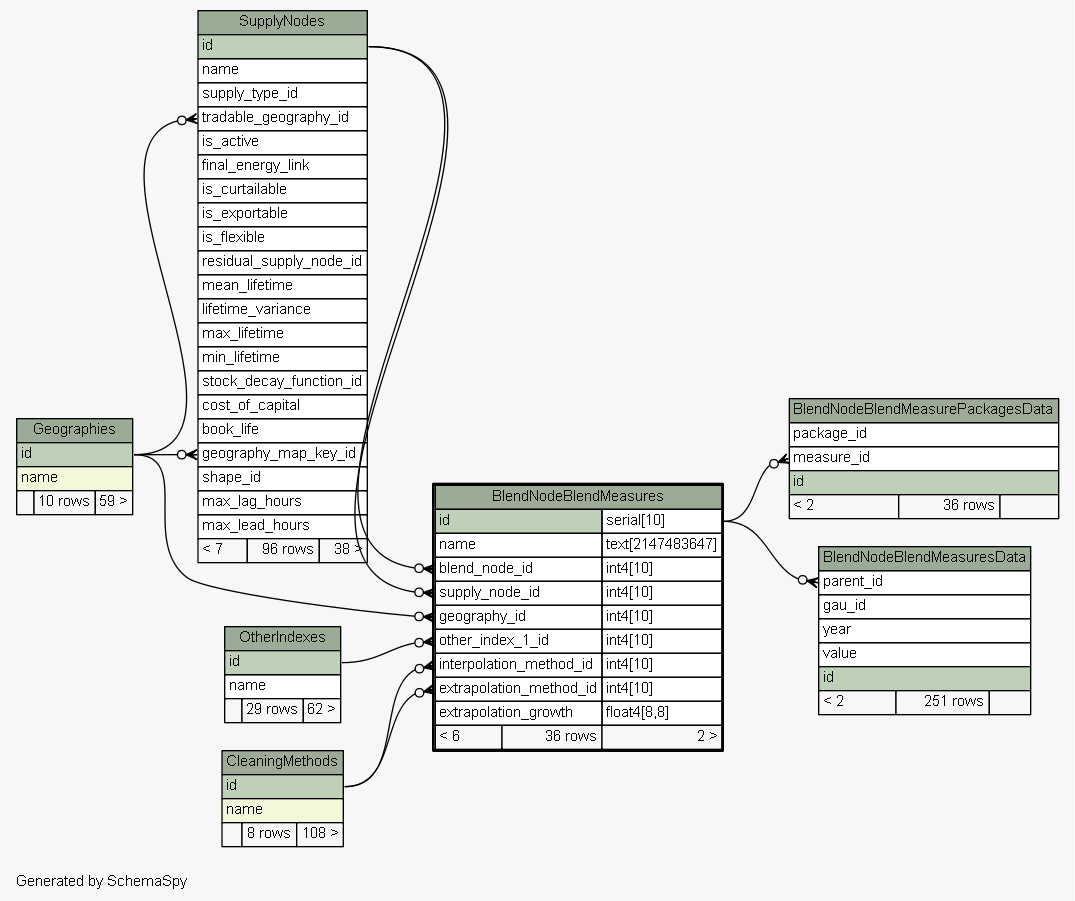 SupplyNodes
id
name
supply_type_id
tradable_geography_id
is_active
final_energy_link
is_curtailable
is_exportable
is_flexible
residual_supply_node_id
mean_lifetime
lifetime_variance
max_lifetime
min_lifetime
stock_decay_function_id
cost_of_capital
book_life
geography_map_key_id
shape_id
max_lag_hours
max_lead_hours
< 7 96 rows 38 >
Geographies
id
name
10 rows 59 >
OtherIndexes
id
name
29 rows 62 >
CleaningMethods
id
name
8 rows 108 >
BlendNodeBlendMeasures
id serial[10]
name text[2147483647]
blend_node_id int4[10]
supply_node_id int4[10]
geography_id int4[10]
other_index_1_id int4[10]
interpolation_method_id int4[10]
extrapolation_method_id int4[10]
extrapolation_growth float4[8,8]
< 6 36 rows 2 >
BlendNodeBlendMeasurePackagesData
package_id
measure_id
id
< 2 36 rows
BlendNodeBlendMeasuresData
parent_id
gau_id
year
value
id
< 2 251 rows
Generated by SchemaSpy